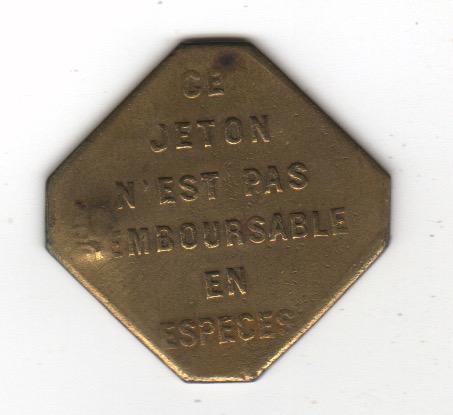 CE
JETON
N'EST PAS
REMBOURSABLE
EN
ESPECES